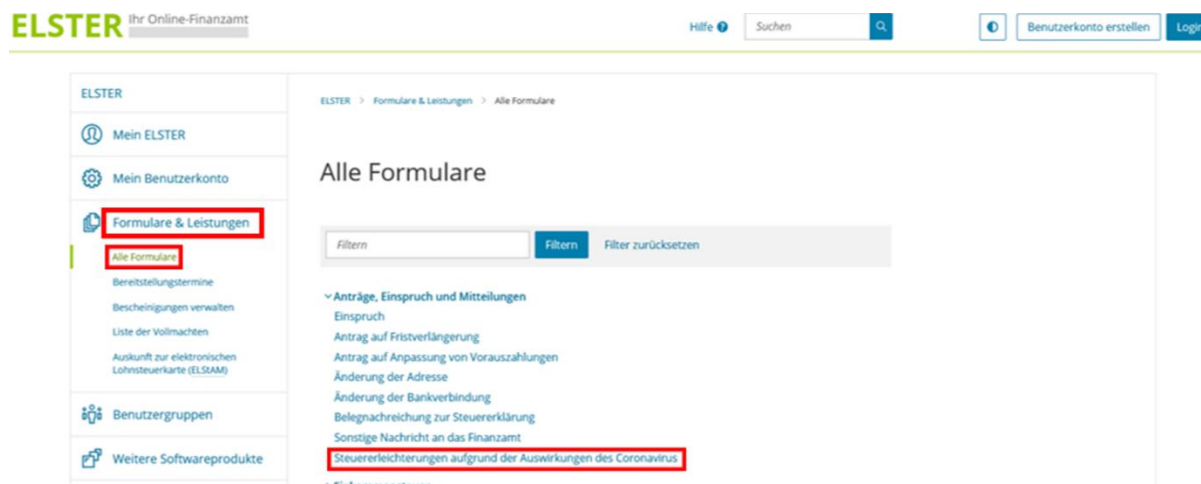 ELSTER Ihr Online-Finanzamt
Hilfe
Suchen
Benutzerkonto erstellen
Login
ELSTER
Mein ELSTER
Mein Benutzerkonto
Formulare & Leistungen
Alle Formulare
Bereitstellungstermine
Bescheinigungen verwalten
Liste der Vollmachten
Auskunft zur elektronischen
Lohnsteuerkarte (ELStAM)
Benutzergruppen
Weitere Softwareprodukte
ELSTER > Formulare & Leistungen > Alle Formulare
Alle Formulare
Filtern
Filtern
Filter zurücksetzen
Anträge, Einspruch und Mitteilungen
Einspruch
Antrag auf Fristverlängerung
Antrag auf Anpassung von Vorauszahlungen
Änderung der Adresse
Änderung der Bankverbindung
Belegnachreichung zur Steuererklärung
Sonstige Nachricht an das Finanzamt
Steuererleichterungen aufgrund der Auswirkungen des Coronavirus